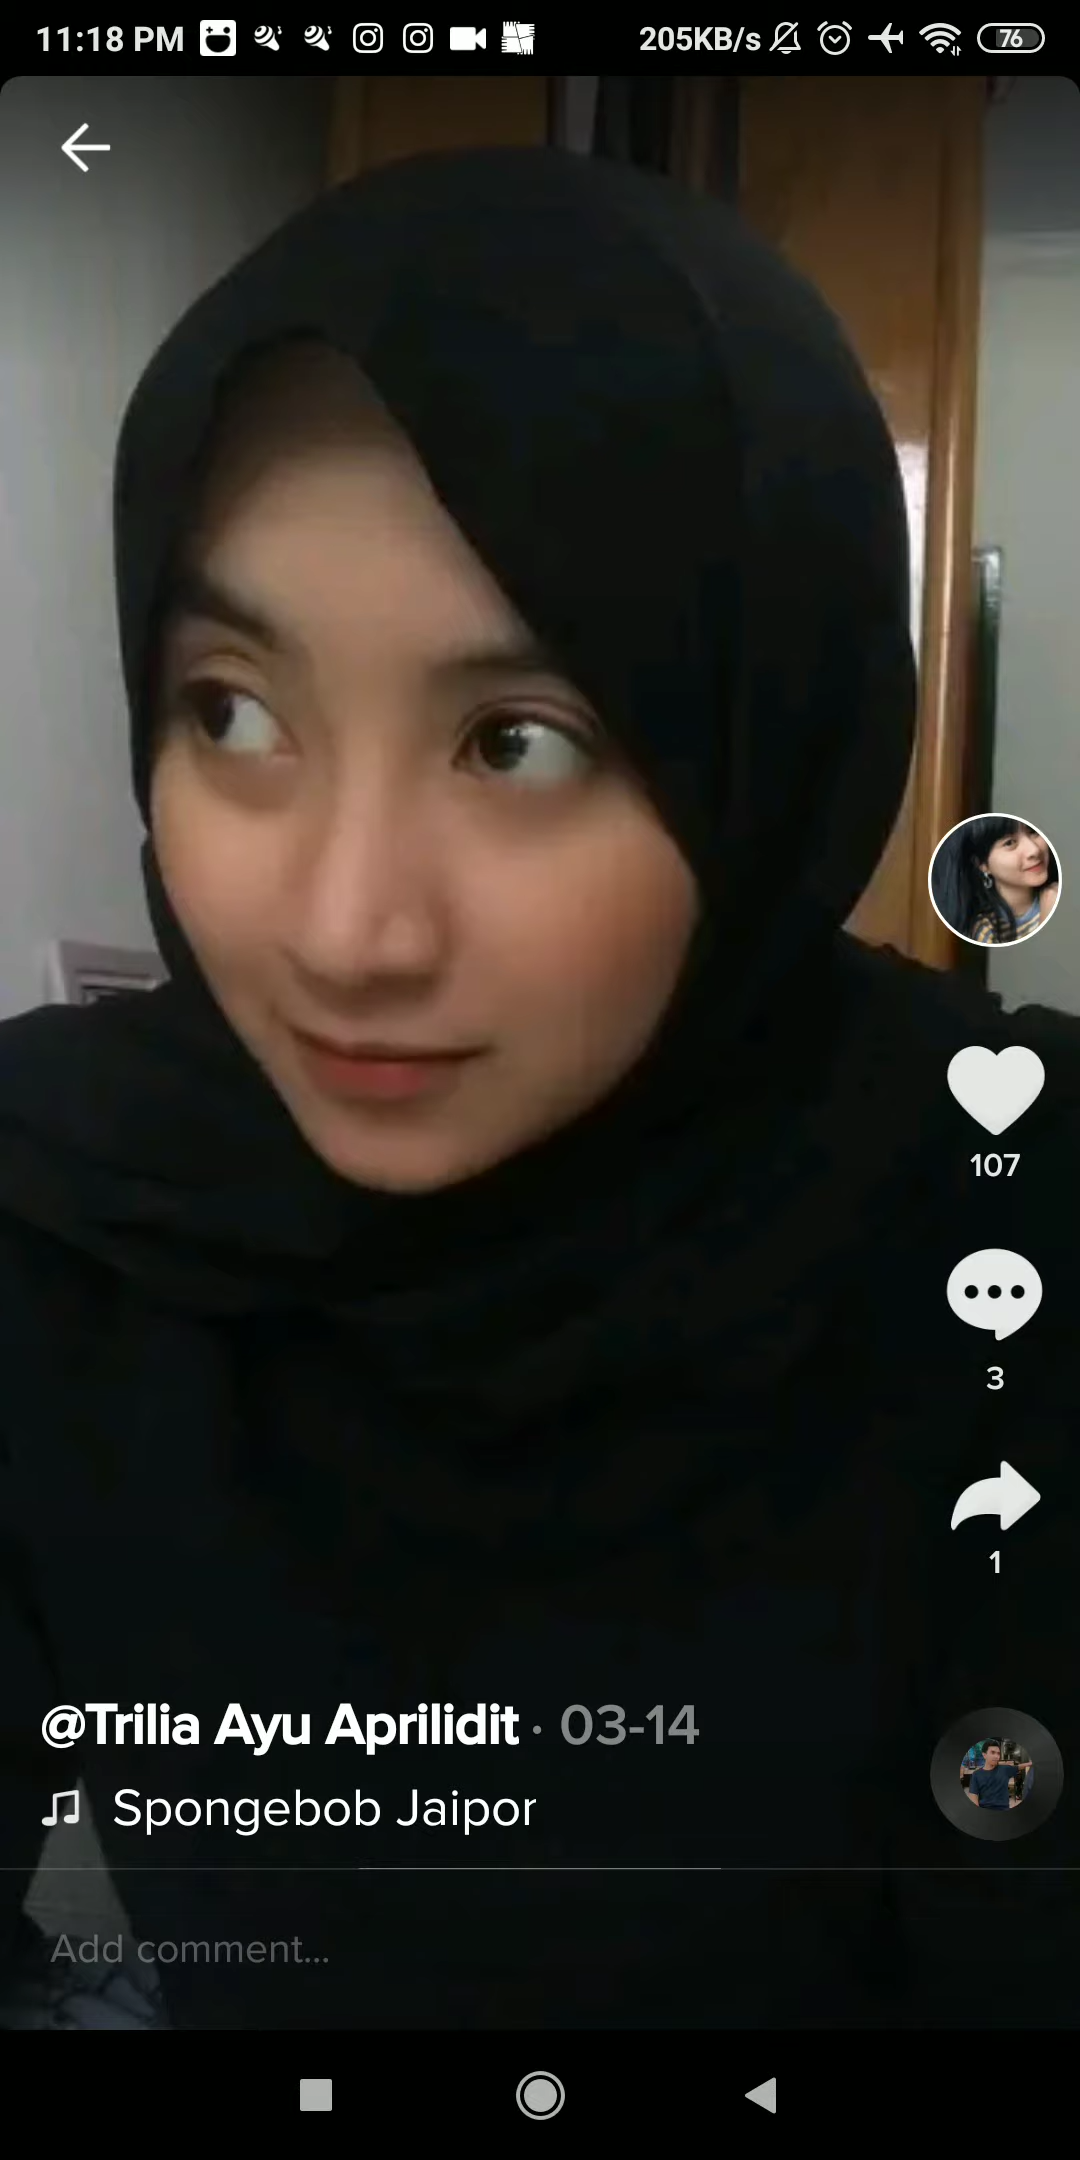 11:18 PM 205KB/s 76
107
3
1
@Trilia Ayu Aprilidit · 03-14
Spongebob Jaipor
Add comment...